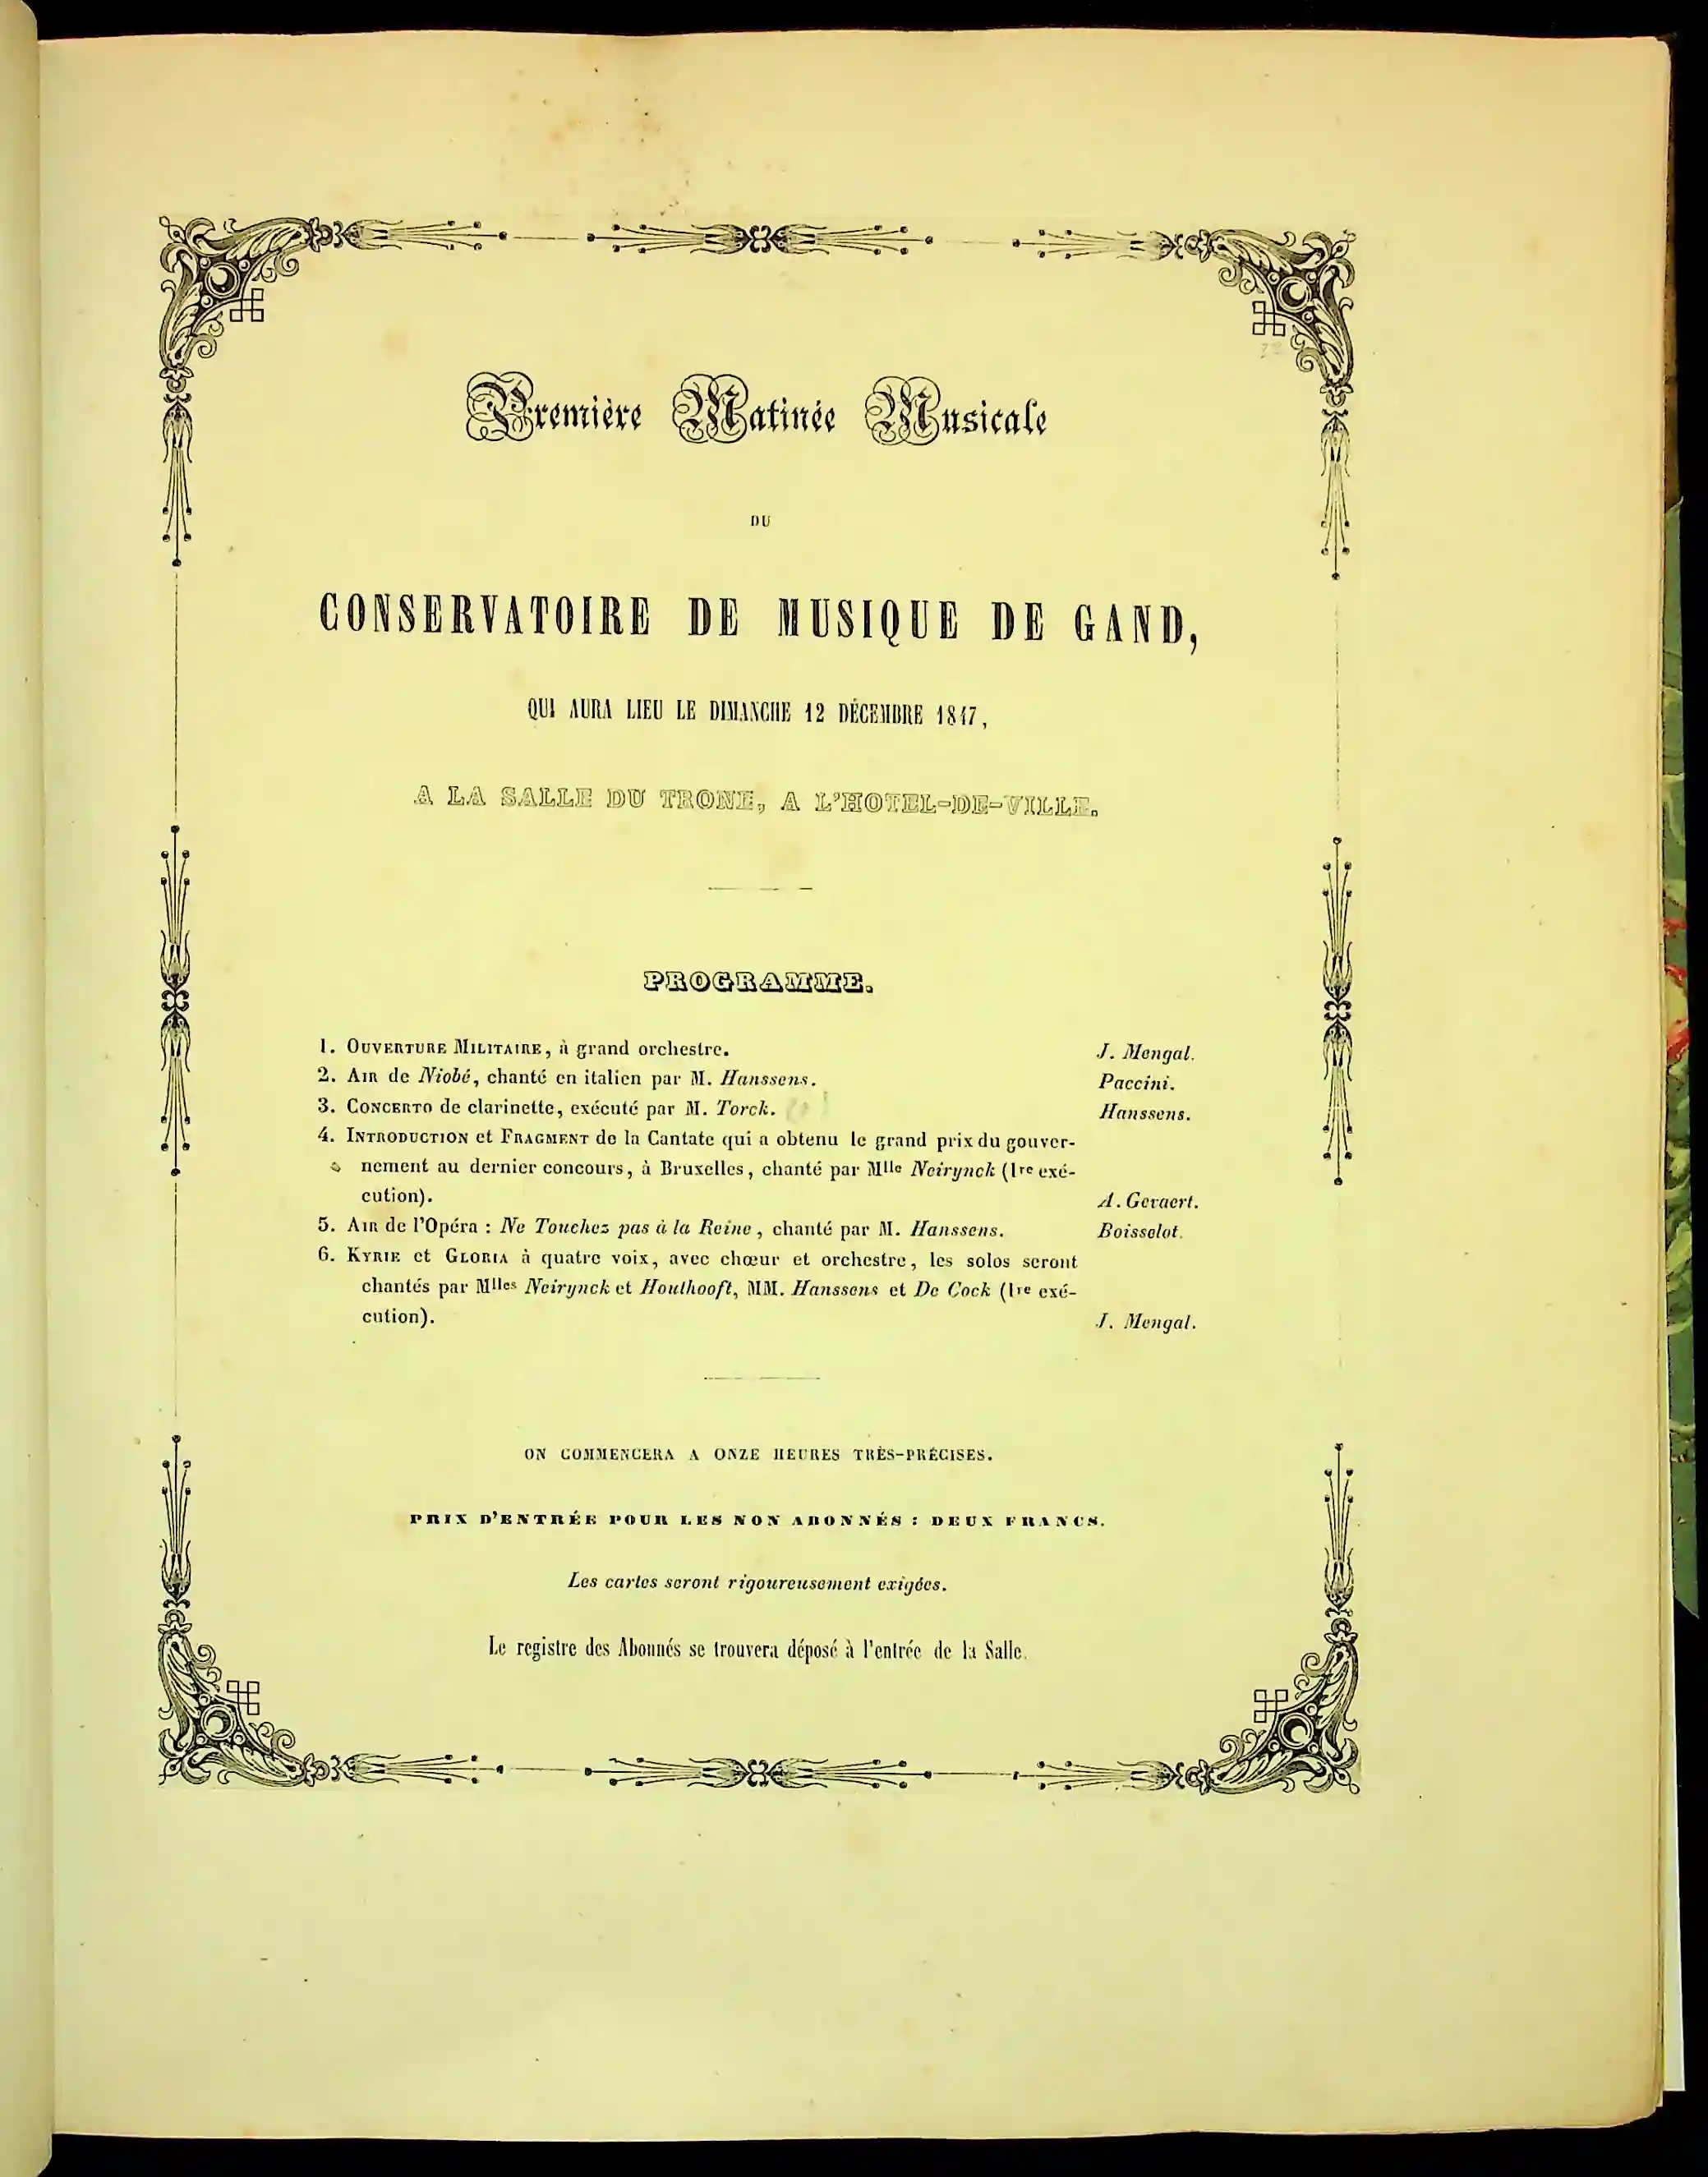 Première Matinée Musicale
DU
CONSERVATOIRE DE MUSIQUE DE GAND,
QUI AURA LIEU LE DIMANCHE 12 DÉCEMBRE 1847,
A LA SALLE DU TRONE, A L'HOTEL-DE-VILLE.
PROGRAMME.
1. OUVERTURE MILITAIRE, à grand orchestre. J. Mengal.
2. AIR de Niobé, chanté en italien par M. Hanssens. Paccini.
3. CONCERTO de clarinette, exécuté par M. Torck. Hanssens.
4. INTRODUCTION et FRAGMENT de la Cantate qui a obtenu le grand prix du gouver-
nement au dernier concours, à Bruxelles, chanté par Mlle Neirynck (1re exé-
cution). A. Gevaert.
5. AIR de l'Opéra : Ne Touchez pas à la Reine, chanté par M. Hanssens. Boisselot.
6. KYRIE et GLORIA à quatre voix, avec chœur et orchestre, les solos seront
chantés par Mlles Neirynck et Houlhooft, MM. Hanssens et De Cock (1re exé-
cution). J. Mengal.
ON COMMENCERA A ONZE HEURES TRÈS-PRÉCISES.
PRIX D'ENTRÉE POUR LES NON ABONNÉS : DEUX FRANCS.
Les cartes seront rigoureusement exigées.
Le registre des Abonnés se trouvera déposé à l'entrée de la Salle.